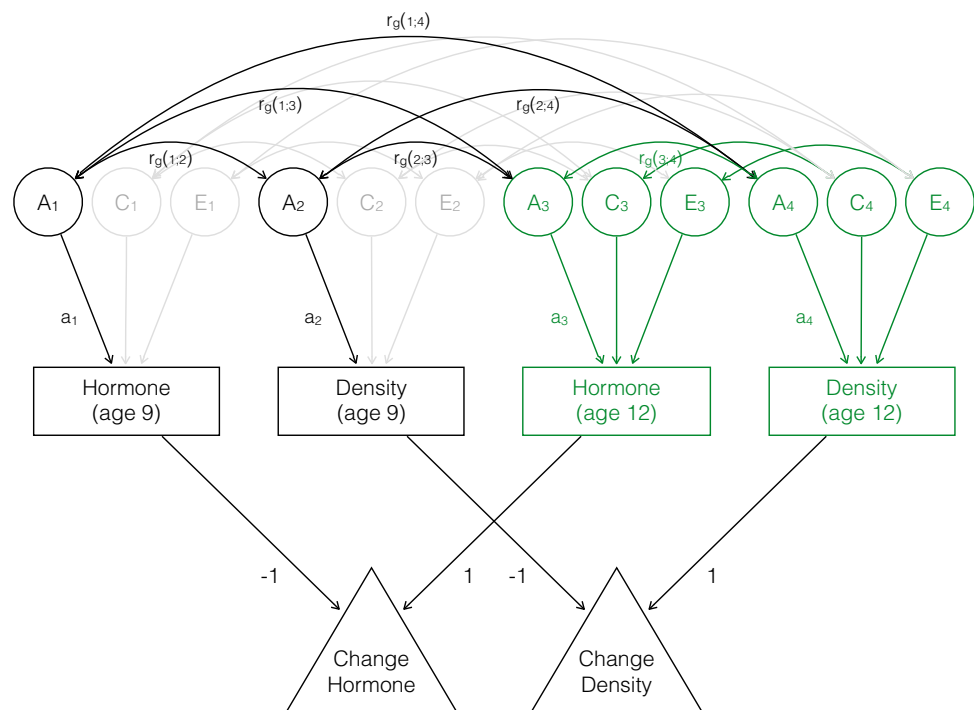 rg(1;4)
rg(1;3)
rg(2;4)
rg(1;2)
rg(2;3)
rg(3;4)
A1 C1 E1 A2 C2 E2 A3 C3 E3 A4 C4 E4
a1
a2
a3
a4
Hormone
(age 9)
Density
(age 9)
Hormone
(age 12)
Density
(age 12)
-1
1
-1
1
Change
Hormone
Change
Density